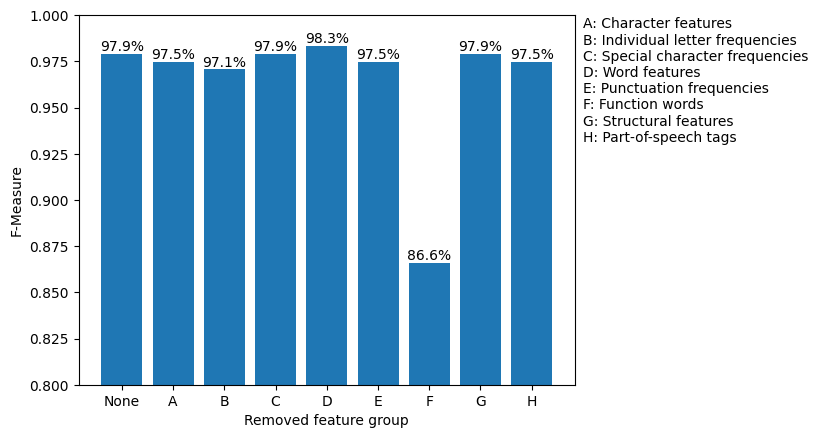 1.000
0.975
0.950
0.925
0.900
0.875
0.850
0.825
0.800
F-Measure
97.9%
97.5%
97.1%
97.9%
98.3%
97.5%
86.6%
97.9%
97.5%
None A B C D E F G H
Removed feature group
A: Character features
B: Individual letter frequencies
C: Special character frequencies
D: Word features
E: Punctuation frequencies
F: Function words
G: Structural features
H: Part-of-speech tags